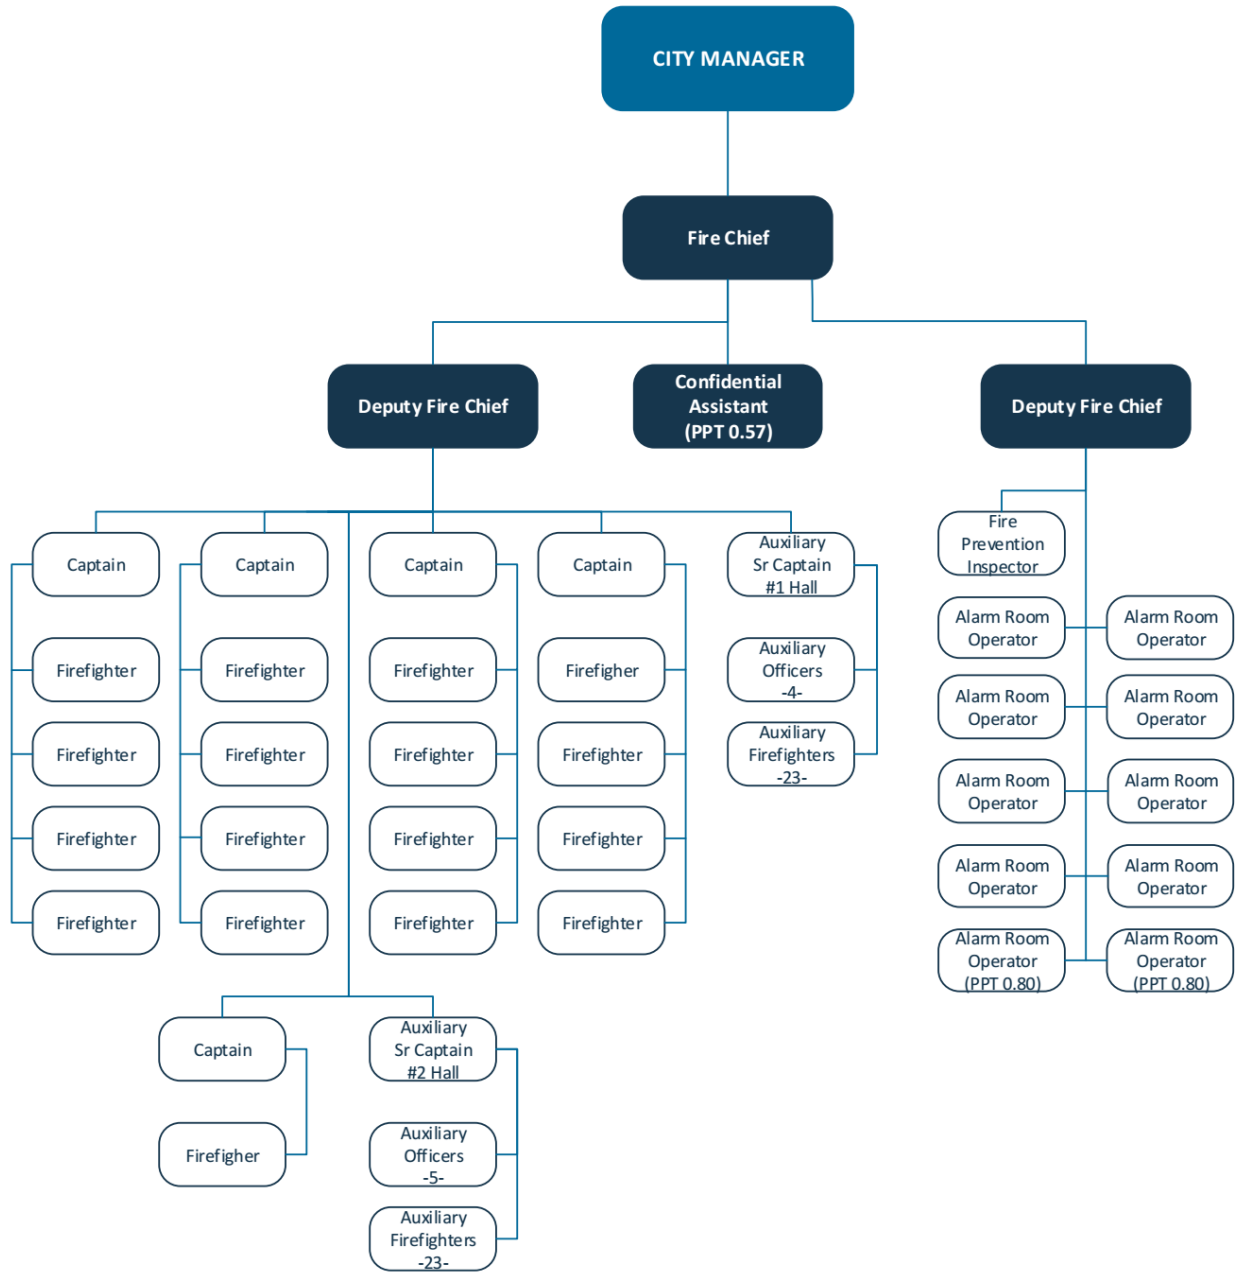 CITY MANAGER
Fire Chief
Deputy Fire Chief
Confidential
Assistant
(PPT 0.57)
Deputy Fire Chief
Captain
Captain
Captain
Captain
Auxiliary
Sr Captain
#1 Hall
Fire
Prevention
Inspector
Firefighter
Firefighter
Firefighter
Firefigher
Auxiliary
Officers
-4-
Firefighter
Firefighter
Firefighter
Firefighter
Auxiliary
Firefighters
-23-
Firefighter
Firefighter
Firefighter
Firefighter
Firefighter
Firefighter
Firefighter
Firefighter
Alarm Room
Operator
Alarm Room
Operator
Alarm Room
Operator
Alarm Room
Operator
Alarm Room
Operator
Alarm Room
Operator
Alarm Room
Operator
Alarm Room
Operator
Alarm Room
Operator
(PPT 0.80)
Alarm Room
Operator
(PPT 0.80)
Captain
Auxiliary
Sr Captain
#2 Hall
Firefigher
Auxiliary
Officers
-5-
Auxiliary
Firefighters
-23-